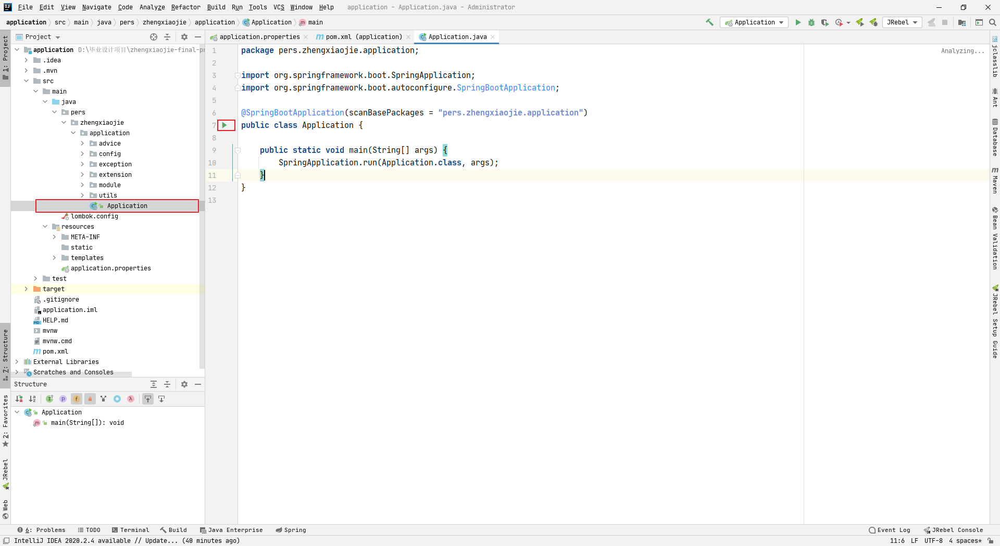 File Edit View Navigate Code Analyze Refactor Build Run Tools VCS Window Help application - Application.java - Administrator
application src main java pers zhengxiaojie application Application main Application JRebel
Project
application.properties pom.xml (application) Application.java
application D:\毕业设计项目\zhengxiaojie-final-pr
.idea
.mvn
src
main
java
pers
zhengxiaojie
application
advice
config
exception
extension
module
utils
Application
lombok.config
resources
META-INF
static
templates
application.properties
test
target
.gitignore
application.iml
HELP.md
mvnw
mvnw.cmd
pom.xml
External Libraries
Scratches and Consoles
Structure
Application
main(String[]): void
1 package pers.zhengxiaojie.application;
2
3 import org.springframework.boot.SpringApplication;
4 import org.springframework.boot.autoconfigure.SpringBootApplication;
5
6 @SpringBootApplication(scanBasePackages = "pers.zhengxiaojie.application")
7 public class Application {
8
9 public static void main(String[] args) {
10 SpringApplication.run(Application.class, args);
11 }
12 }
13
Analyzing...
1: Project
7: Structure
2: Favorites
JRebel
Web
jclasslib
Ant
Database
Maven
Bean Validation
JRebel Setup Guide
6: Problems TODO Terminal Build Java Enterprise Spring Event Log JRebel Console
IntelliJ IDEA 2020.2.4 available // Update... (40 minutes ago) 11:6 LF UTF-8 4 spaces*